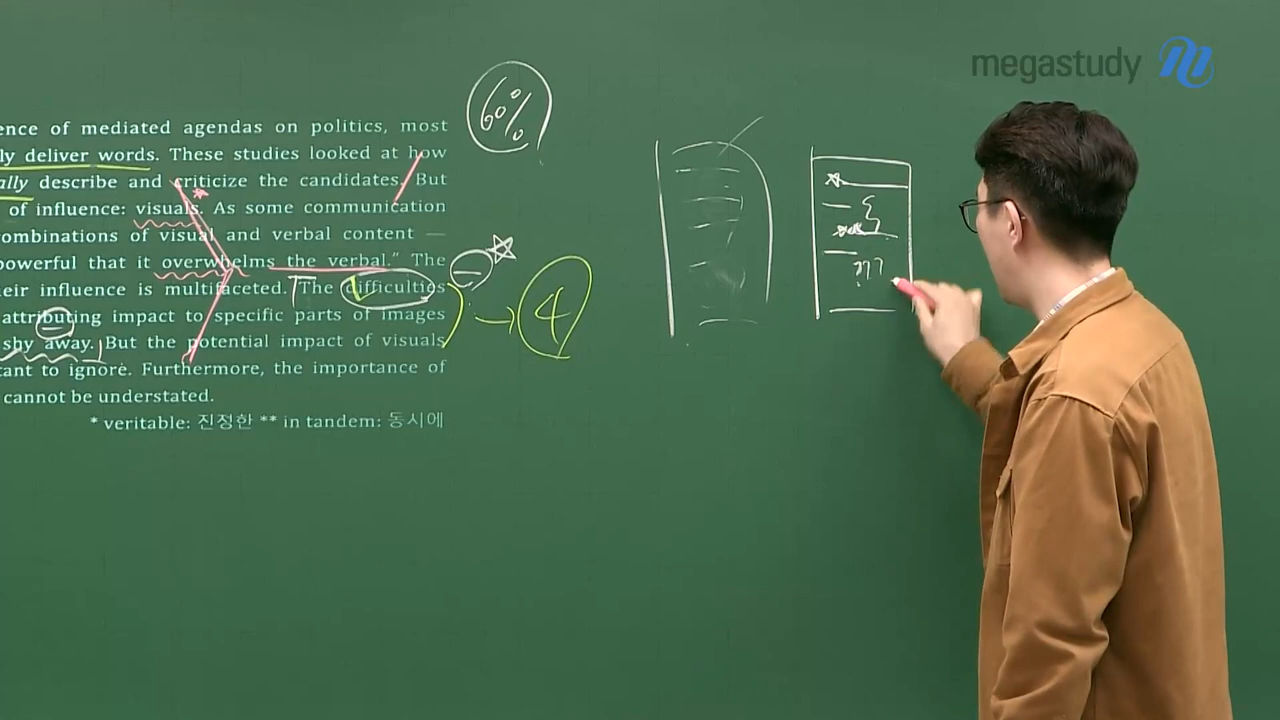 megastudy
60%
ence of mediated agendas on politics, most
ly deliver words. These studies looked at how
ally describe and criticize the candidates. But
of influence: visuals. As some communication
ombinations of visual and verbal content —
powerful that it overwhelms the verbal." The
eir influence is multifaceted. The difficulties
attributing impact to specific parts of images
shy away. But the potential impact of visuals
ant to ignore. Furthermore, the importance of
cannot be understated.
* veritable: 진정한 ** in tandem: 동시에
4